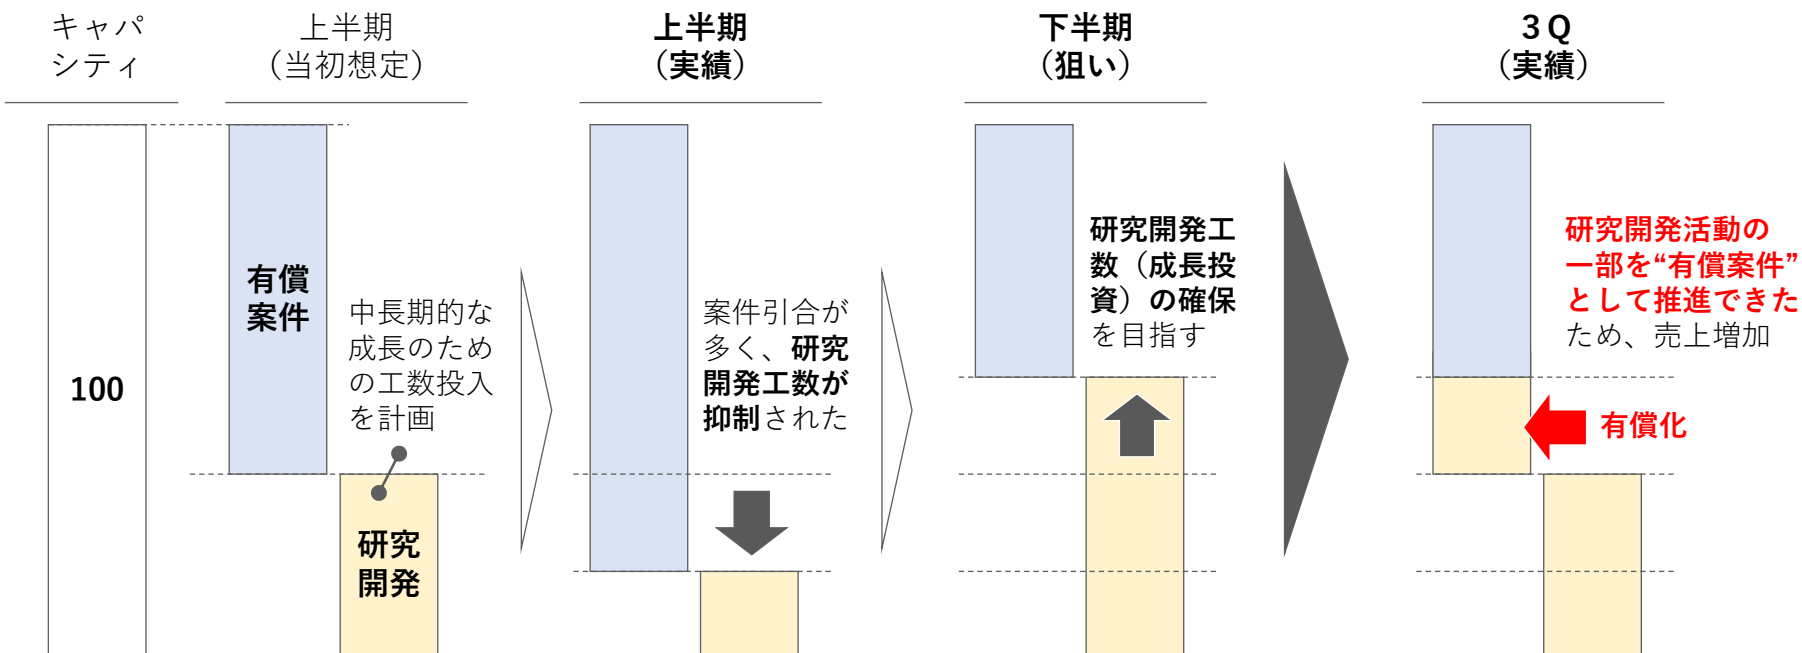 キャパ
シティ
上半期
（当初想定）
上半期
（実績）
下半期
（狙い）
３Ｑ
（実績）
100
有償
案件
中長期的な
成長のため
の工数投入
を計画
研究
開発
案件引合が
多く、研究
開発工数が
抑制された
研究開発工
数（成長投
資）の確保
を目指す
研究開発活動の
一部を“有償案件”
として推進できた
ため、売上増加
有償化